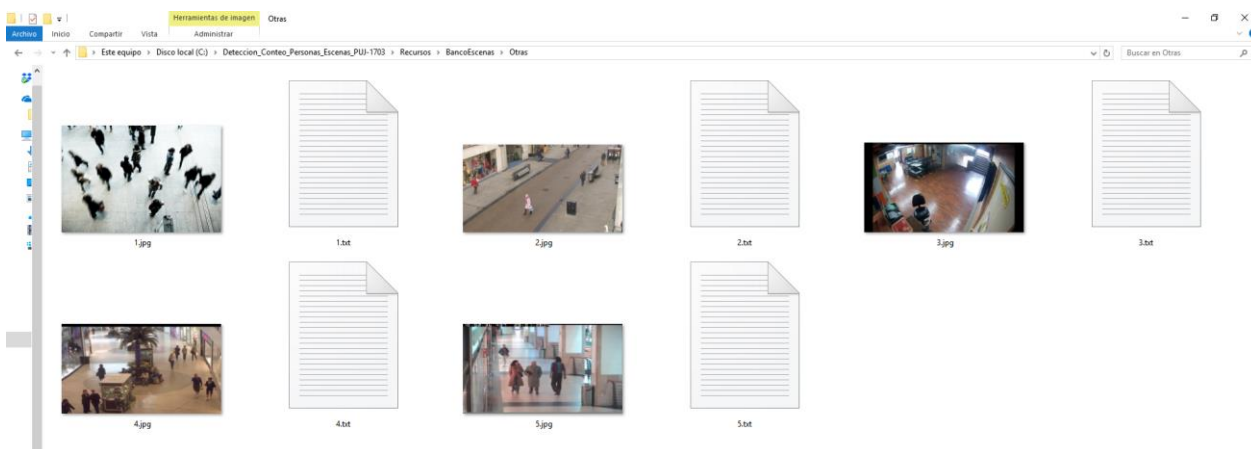 Herramientas de imagen Otras
Archivo Inicio Compartir Vista Administrar
Este equipo > Disco local (C:) > Deteccion_Conteo_Personas_Escenas_PUJ-1703 > Recursos > BancoEscenas > Otras
Buscar en Otras
1.jpg 1.txt 2.jpg 2.txt 3.jpg 3.txt
4.jpg 4.txt 5.jpg 5.txt